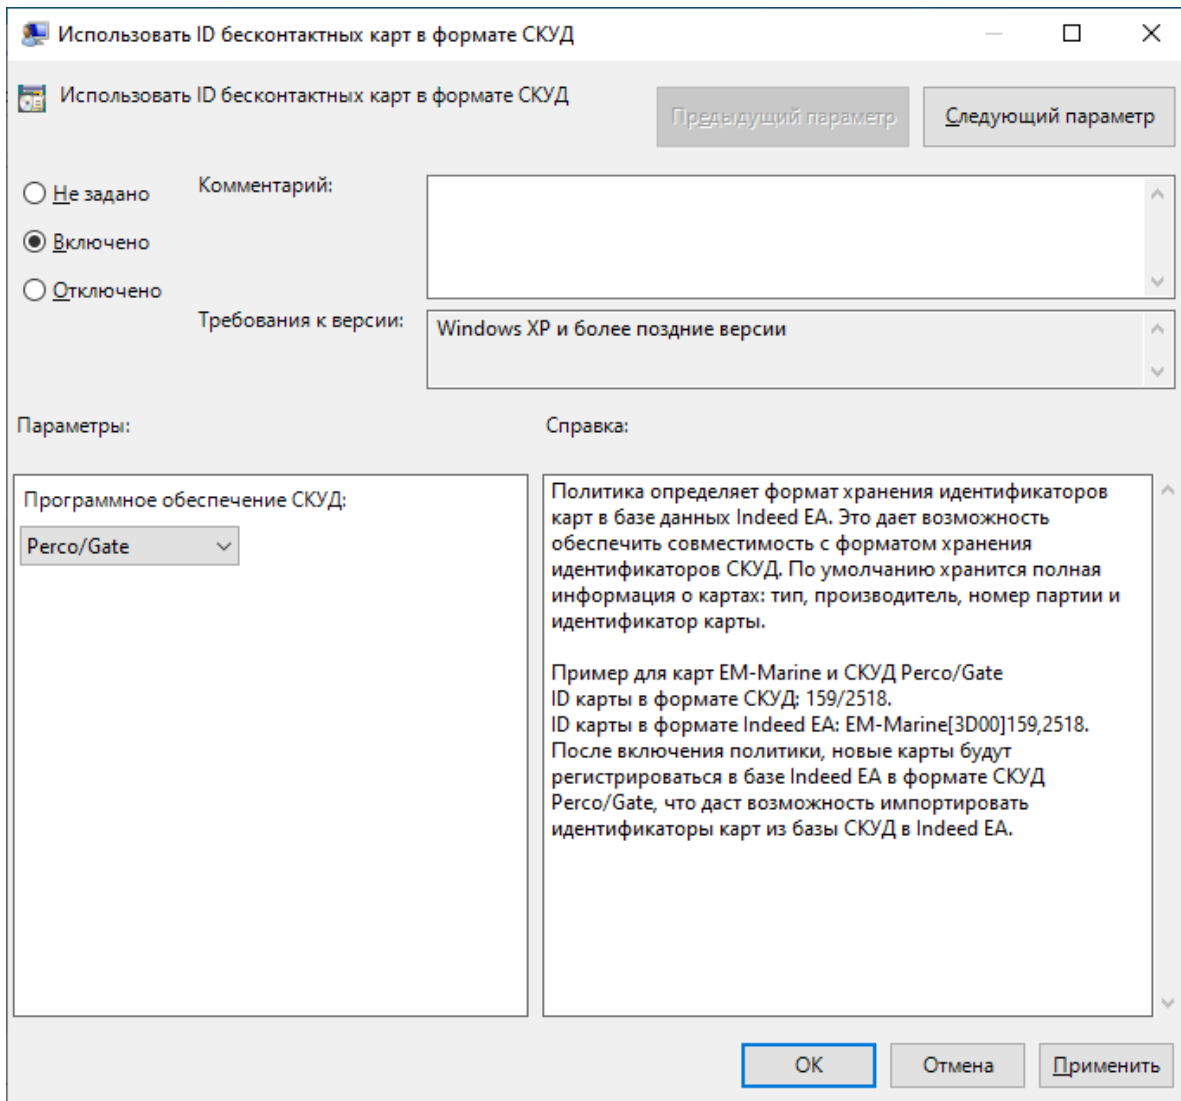 Использовать ID бесконтактных карт в формате СКУД
Использовать ID бесконтактных карт в формате СКУД
Предыдущий параметр
Следующий параметр
Не задано
Включено
Отключено
Комментарий:
Требования к версии:
Windows XP и более поздние версии
Параметры:
Справка:
Программное обеспечение СКУД:
Perco/Gate
Политика определяет формат хранения идентификаторов
карт в базе данных Indeed EA. Это дает возможность
обеспечить совместимость с форматом хранения
идентификаторов СКУД. По умолчанию хранится полная
информация о картах: тип, производитель, номер партии и
идентификатор карты.
Пример для карт EM-Marine и СКУД Perco/Gate
ID карты в формате СКУД: 159/2518.
ID карты в формате Indeed EA: EM-Marine[3D00]159,2518.
После включения политики, новые карты будут
регистрироваться в базе Indeed EA в формате СКУД
Perco/Gate, что даст возможность импортировать
идентификаторы карт из базы СКУД в Indeed EA.
ОК
Отмена
Применить